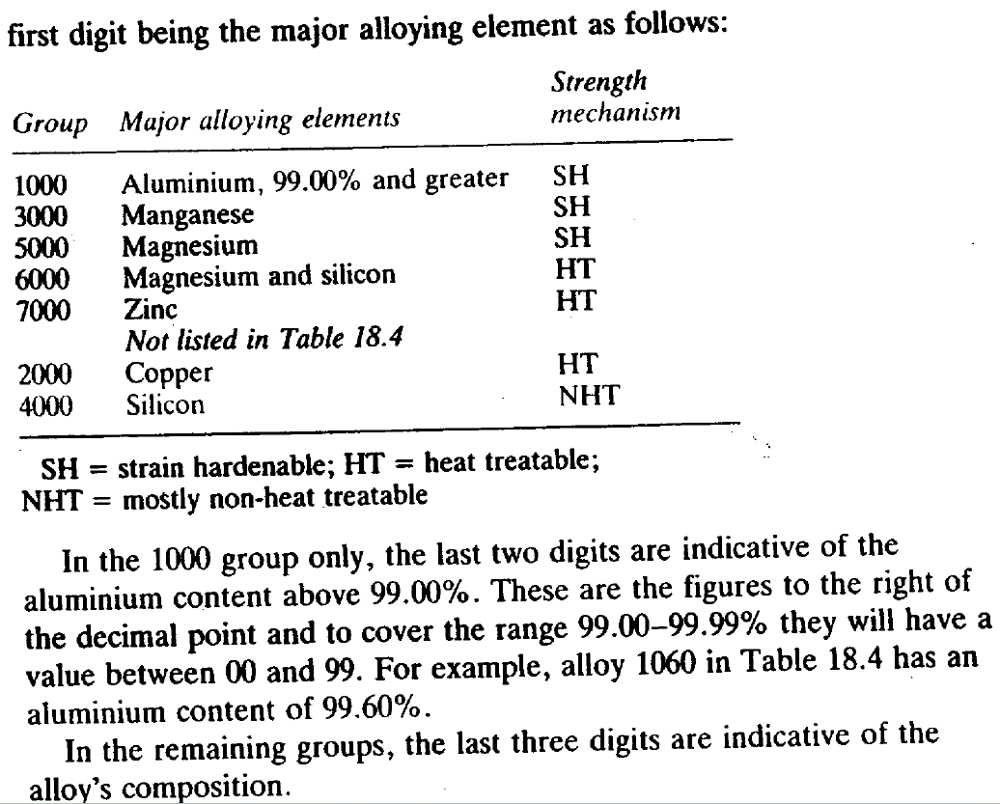 first digit being the major alloying element as follows:
Strength
Group Major alloying elements mechanism
1000 Aluminium, 99.00% and greater SH
3000 Manganese SH
5000 Magnesium SH
6000 Magnesium and silicon HT
7000 Zinc HT
Not listed in Table 18.4
2000 Copper HT
4000 Silicon NHT
SH = strain hardenable; HT = heat treatable;
NHT = mostly non-heat treatable
In the 1000 group only, the last two digits are indicative of the
aluminium content above 99.00%. These are the figures to the right of
the decimal point and to cover the range 99.00–99.99% they will have a
value between 00 and 99. For example, alloy 1060 in Table 18.4 has an
aluminium content of 99.60%.
In the remaining groups, the last three digits are indicative of the
alloy's composition.